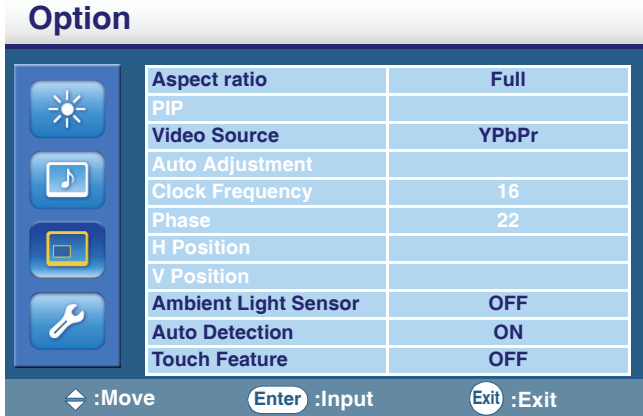 Option
Aspect ratio Full
PIP
Video Source YPbPr
Auto Adjustment
Clock Frequency 16
Phase 22
H Position
V Position
Ambient Light Sensor OFF
Auto Detection ON
Touch Feature OFF
:Move Enter :Input Exit :Exit